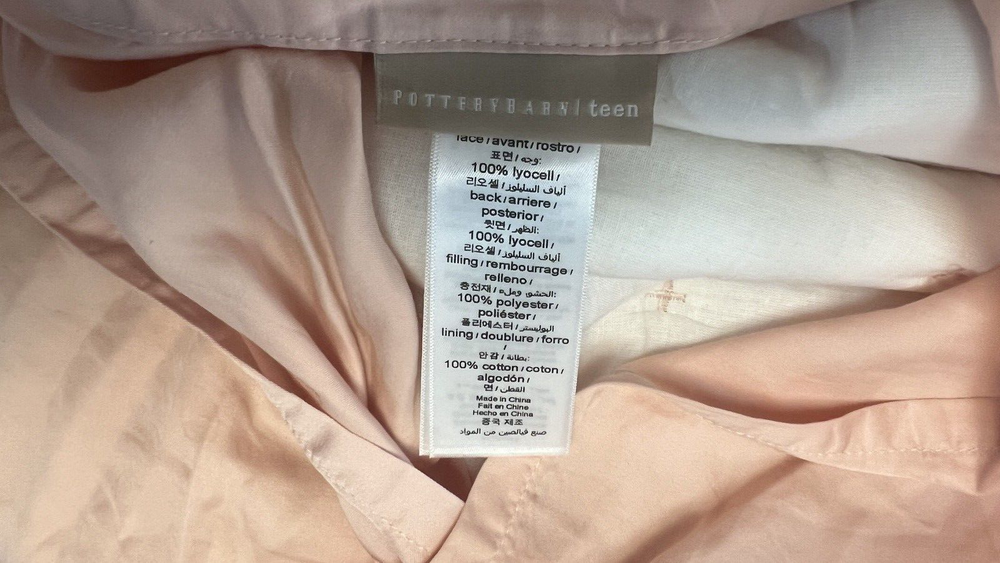 POTTERYBARN|teen
face / avant / rostro /
표면 / وجه:
100% lyocell /
리오셀 / ألياف السليلوز
back / arriere /
posterior /
뒷면 / الظهر:
100% lyocell /
리오셀 / ألياف السليلوز
filling / rembourrage /
relleno /
충전재 / الحشو وملء:
100% polyester /
poliéster /
폴리에스터 / البوليستر
lining / doublure / forro
/
안감 / بطانة:
100% cotton / coton /
algodón /
면 / القطن
Made in China
Fait en Chine
Hecho en China
중국 제조
صنع فيالصين من المواد